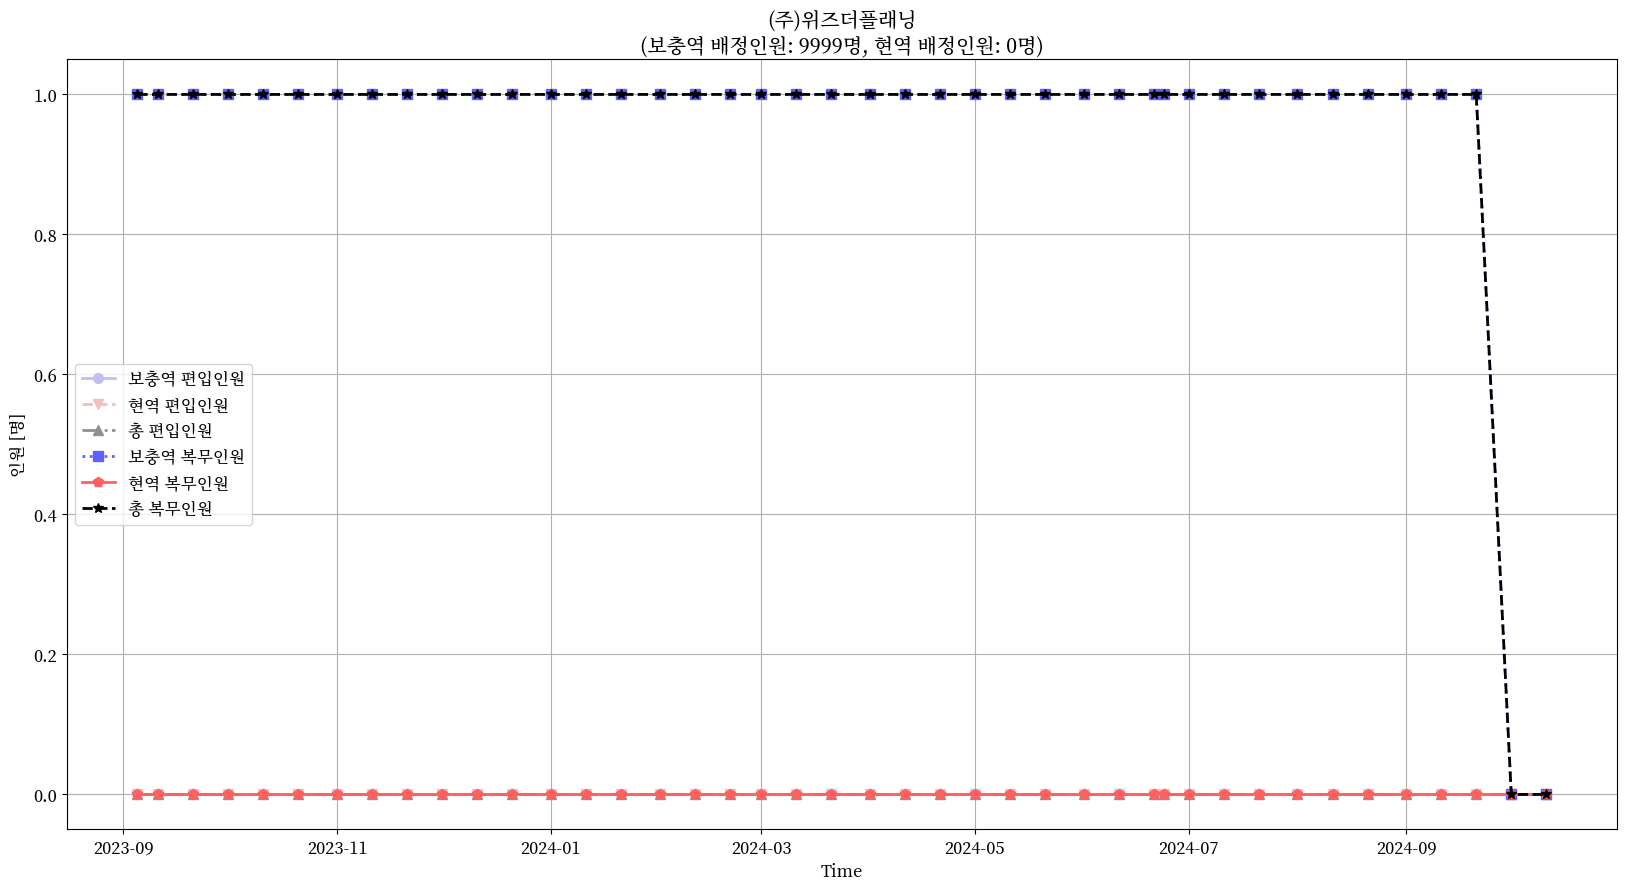 (주)위즈더플래닝
(보충역 배정인원: 9999명, 현역 배정인원: 0명)
인원 [명]
1.0
0.8
0.6
0.4
0.2
0.0
보충역 편입인원
현역 편입인원
총 편입인원
보충역 복무인원
현역 복무인원
총 복무인원
2023-09 2023-11 2024-01 2024-03 2024-05 2024-07 2024-09
Time